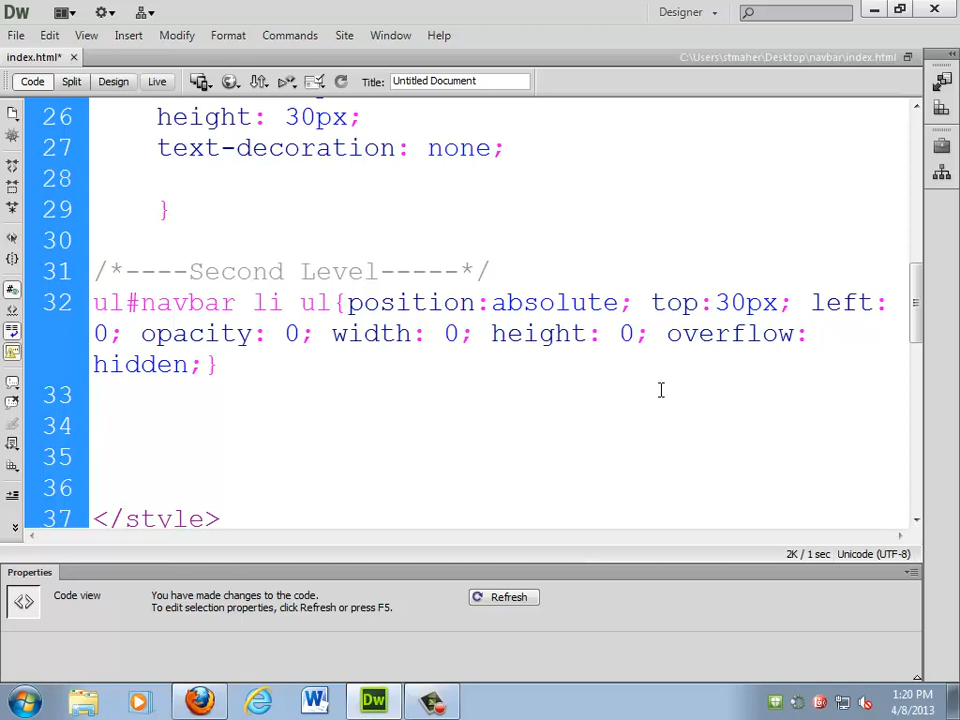 Dw
Designer
File Edit View Insert Modify Format Commands Site Window Help
index.html*
C:\Users\stmaher\Desktop\navbar\index.html
Code Split Design Live Title: Untitled Document
26 height: 30px;
27 text-decoration: none;
28
29 }
30
31 /*----Second Level-----*/
32 ul#navbar li ul{position:absolute; top:30px; left:
0; opacity: 0; width: 0; height: 0; overflow:
hidden;}
33
34
35
36
37 </style>
2K / 1 sec Unicode (UTF-8)
Properties
Code view You have made changes to the code. Refresh
To edit selection properties, click Refresh or press F5.
W Dw
1:20 PM
4/8/2013